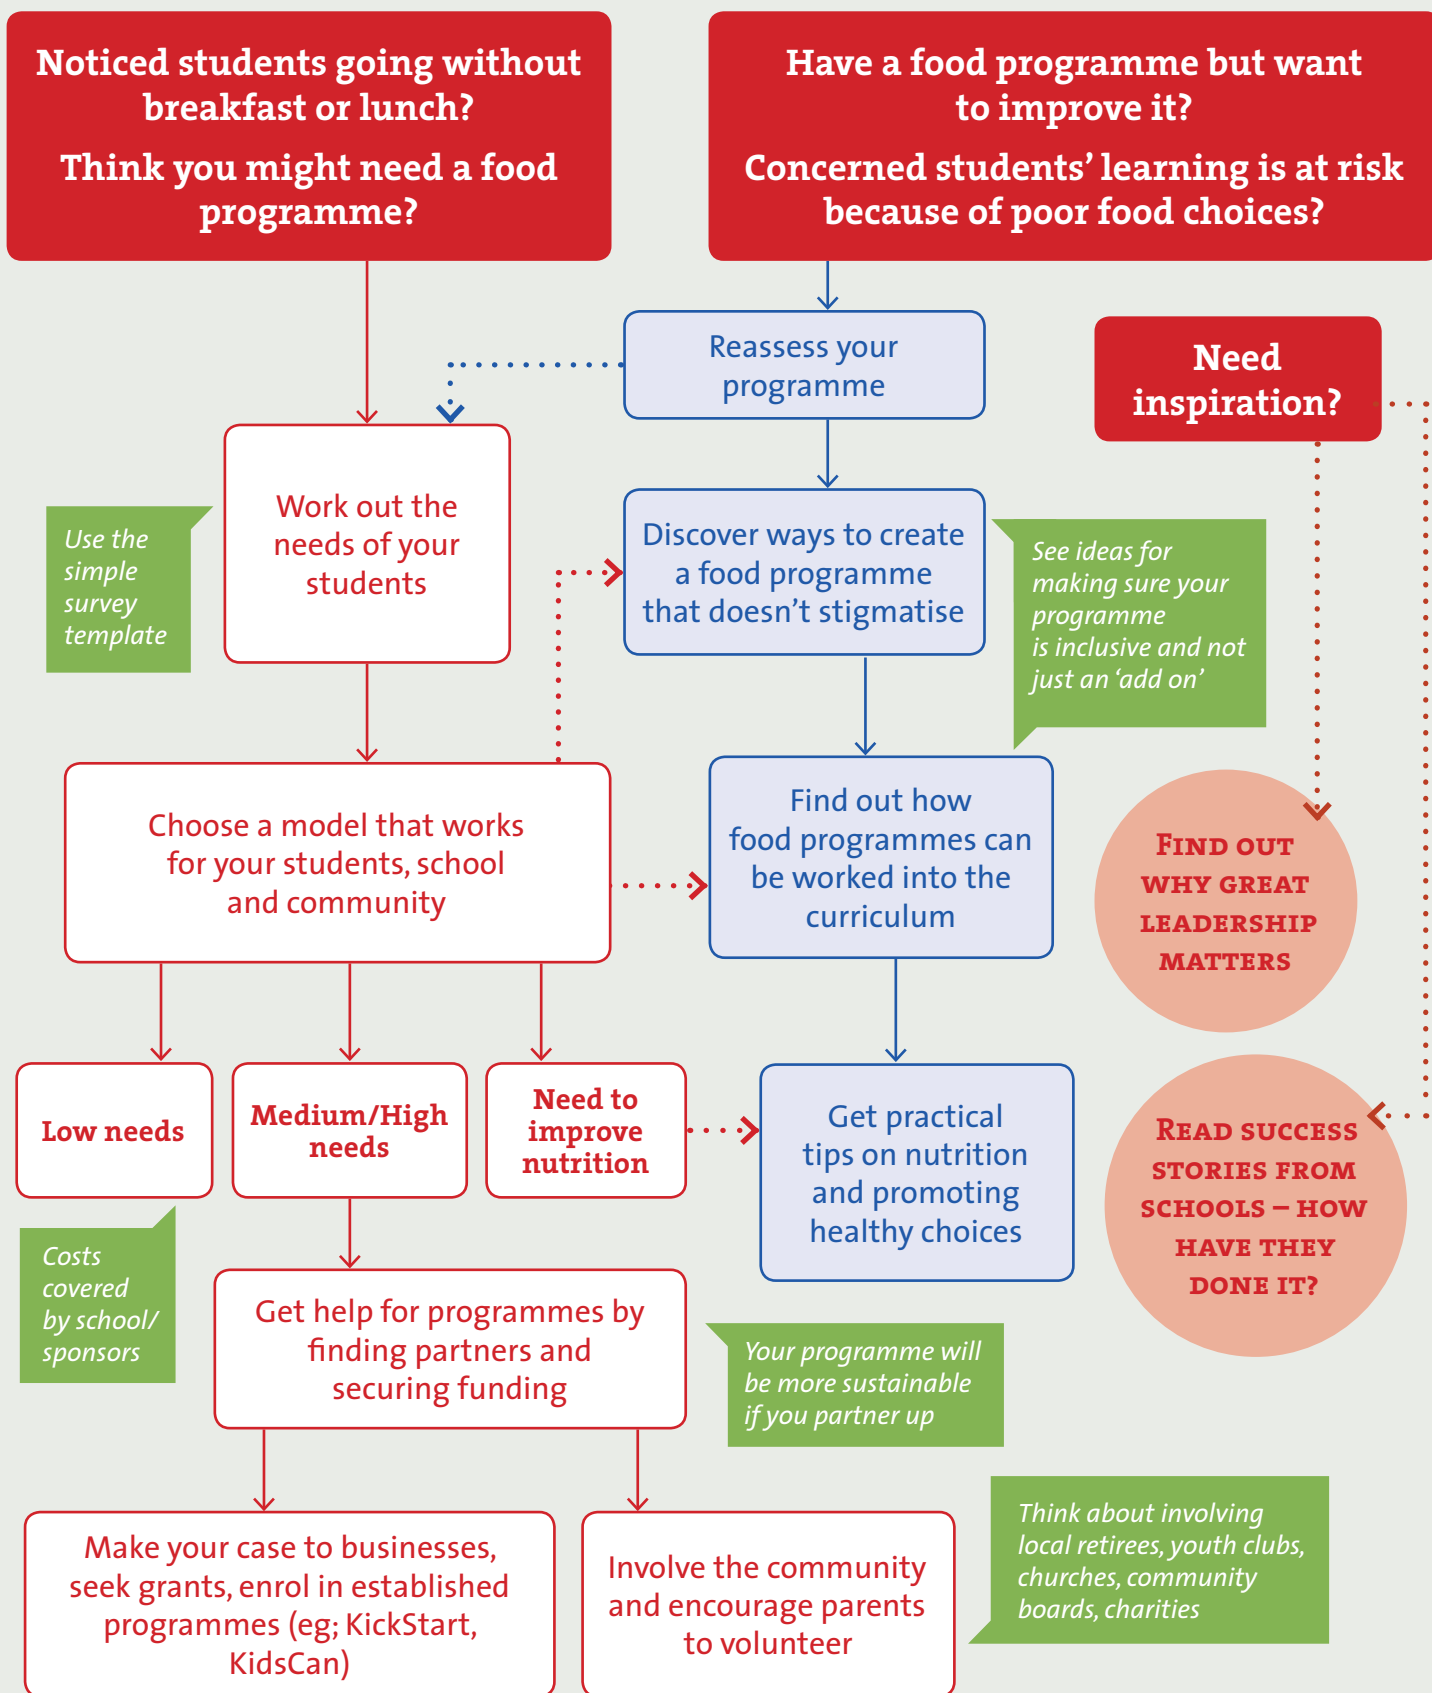 Noticed students going without
breakfast or lunch?
Think you might need a food
programme?
Have a food programme but want
to improve it?
Concerned students’ learning is at risk
because of poor food choices?
Reassess your
programme
Need
inspiration?
Work out the
needs of your
students
Use the
simple
survey
template
Discover ways to create
a food programme
that doesn’t stigmatise
See ideas for
making sure your
programme
is inclusive and not
just an ‘add on’
Choose a model that works
for your students, school
and community
Find out how
food programmes can
be worked into the
curriculum
FIND OUT
WHY GREAT
LEADERSHIP
MATTERS
Low needs
Medium/High
needs
Need to
improve
nutrition
Get practical
tips on nutrition
and promoting
healthy choices
READ SUCCESS
STORIES FROM
SCHOOLS – HOW
HAVE THEY
DONE IT?
Costs
covered
by school/
sponsors
Get help for programmes by
finding partners and
securing funding
Your programme will
be more sustainable
if you partner up
Make your case to businesses,
seek grants, enrol in established
programmes (eg; KickStart,
KidsCan)
Involve the community
and encourage parents
to volunteer
Think about involving
local retirees, youth clubs,
churches, community
boards, charities